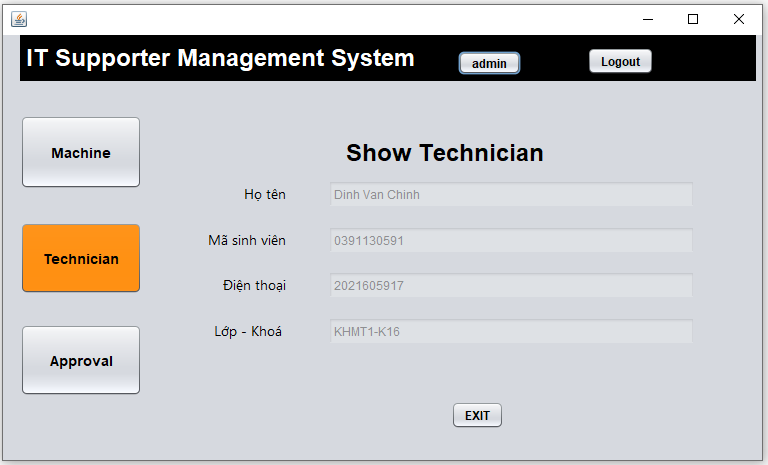 IT Supporter Management System
admin
Logout
Machine
Show Technician
Họ tên
Dinh Van Chinh
Mã sinh viên
0391130591
Technician
Điện thoại
2021605917
Lớp - Khoá
KHMT1-K16
Approval
EXIT